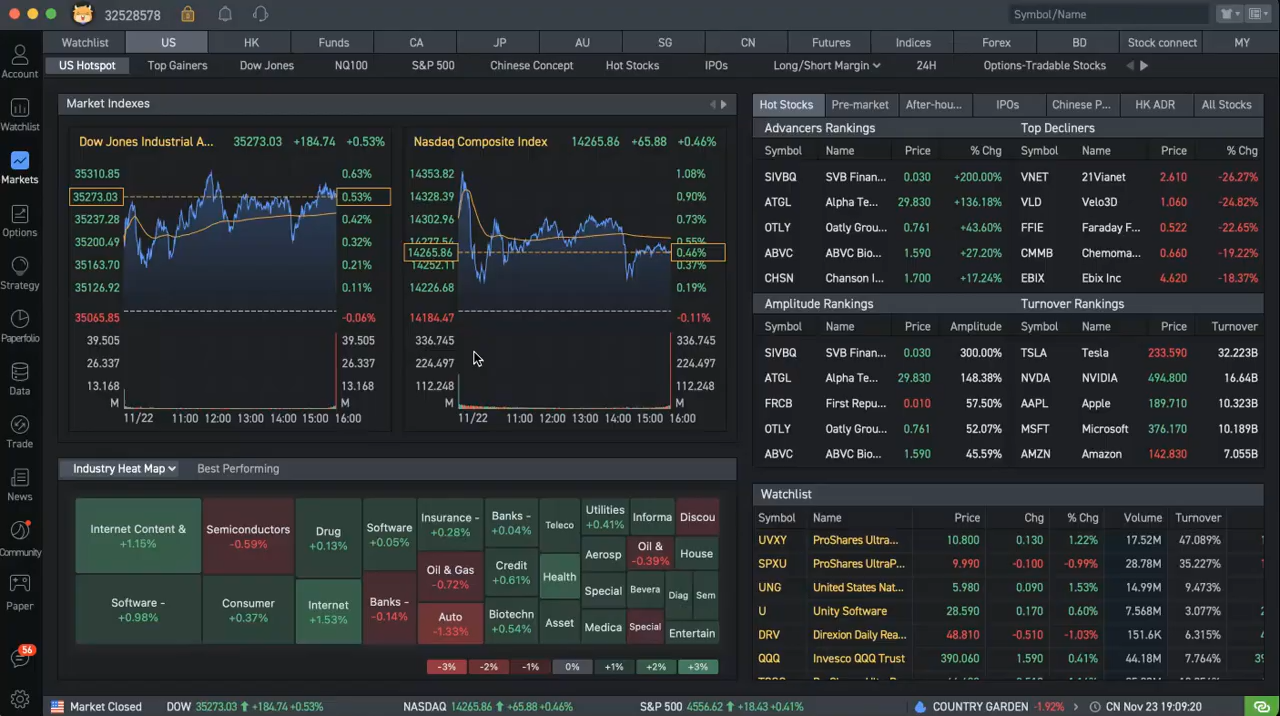 32528578
Symbol/Name
Watchlist US HK Funds CA JP AU SG CN Futures Indices Forex BD Stock connect MY
US Hotspot Top Gainers Dow Jones NQ100 S&P 500 Chinese Concept Hot Stocks IPOs Long/Short Margin 24H Options-Tradable Stocks
Account
Watchlist
Markets
Options
Strategy
Paperfolio
Data
Trade
News
Community
Paper
56
Market Indexes
Dow Jones Industrial A... 35273.03 +184.74 +0.53%
35310.85 0.63%
35273.03 0.53%
35237.28 0.42%
35200.49 0.32%
35163.70 0.21%
35126.92 0.11%
35065.85 -0.06%
39.505 39.505
26.337 26.337
13.168 13.168
M M
11/22 11:00 12:00 13:00 14:00 15:00 16:00
Nasdaq Composite Index 14265.86 +65.88 +0.46%
14353.82 1.08%
14328.39 0.90%
14302.96 0.73%
14277.54 0.55%
14265.86 0.46%
14252.11 0.37%
14226.68 0.19%
14184.47 -0.11%
336.745 336.745
224.497 224.497
112.248 112.248
M M
11/22 11:00 12:00 13:00 14:00 15:00 16:00
Industry Heat Map Best Performing
Internet Content &
+1.15%
Semiconductors
-0.59%
Drug
+0.13%
Software
+0.05%
Insurance -
+0.28%
Banks -
+0.04%
Teleco
Utilities
+0.41%
Informa
Discou
Software -
+0.98%
Consumer
+0.37%
Internet
+1.53%
Banks -
-0.14%
Oil & Gas
-0.72%
Auto
-1.33%
Credit
+0.61%
Biotechn
+0.54%
Health
Asset
Aerosp
Special
Medica
Oil &
-0.39%
House
Bevera
Diag
Sem
Special
Entertain
-3% -2% -1% 0% +1% +2% +3%
Hot Stocks Pre-market After-hou... IPOs Chinese P... HK ADR All Stocks
Advancers Rankings Top Decliners
Symbol Name Price % Chg Symbol Name Price % Chg
SIVBQ SVB Finan... 0.030 +200.00% VNET 21Vianet 2.610 -26.27%
ATGL Alpha Te... 29.830 +136.18% VLD Velo3D 1.060 -24.82%
OTLY Oatly Grou... 0.761 +43.60% FFIE Faraday F... 0.522 -22.65%
ABVC ABVC Bio... 1.590 +27.20% CMMB Chemoma... 0.660 -19.22%
CHSN Chanson I... 1.700 +17.24% EBIX Ebix Inc 4.620 -18.37%
Amplitude Rankings Turnover Rankings
Symbol Name Price Amplitude Symbol Name Price Turnover
SIVBQ SVB Finan... 0.030 300.00% TSLA Tesla 233.590 32.223B
ATGL Alpha Te... 29.830 148.38% NVDA NVIDIA 494.800 16.64B
FRCB First Repu... 0.010 57.50% AAPL Apple 189.710 10.323B
OTLY Oatly Grou... 0.761 52.07% MSFT Microsoft 376.170 10.189B
ABVC ABVC Bio... 1.590 45.59% AMZN Amazon 142.830 7.055B
Watchlist
Symbol Name Price Chg % Chg Volume Turnover
UVXY ProShares Ultra... 10.800 0.130 1.22% 17.52M 47.089%
SPXU ProShares UltraP... 9.990 -0.100 -0.99% 28.78M 35.227%
UNG United States Nat... 5.980 0.090 1.53% 14.99M 9.473%
U Unity Software 28.590 0.170 0.60% 7.568M 3.077%
DRV Direxion Daily Rea... 48.810 -0.510 -1.03% 151.6K 6.315%
QQQ Invesco QQQ Trust 390.060 1.590 0.41% 44.18M 7.764%
Market Closed DOW 35273.03 +184.74 +0.53% NASDAQ 14265.86 +65.88 +0.46% S&P 500 4556.62 +18.43 +0.41% COUNTRY GARDEN -1.92% CN Nov 23 19:09:20